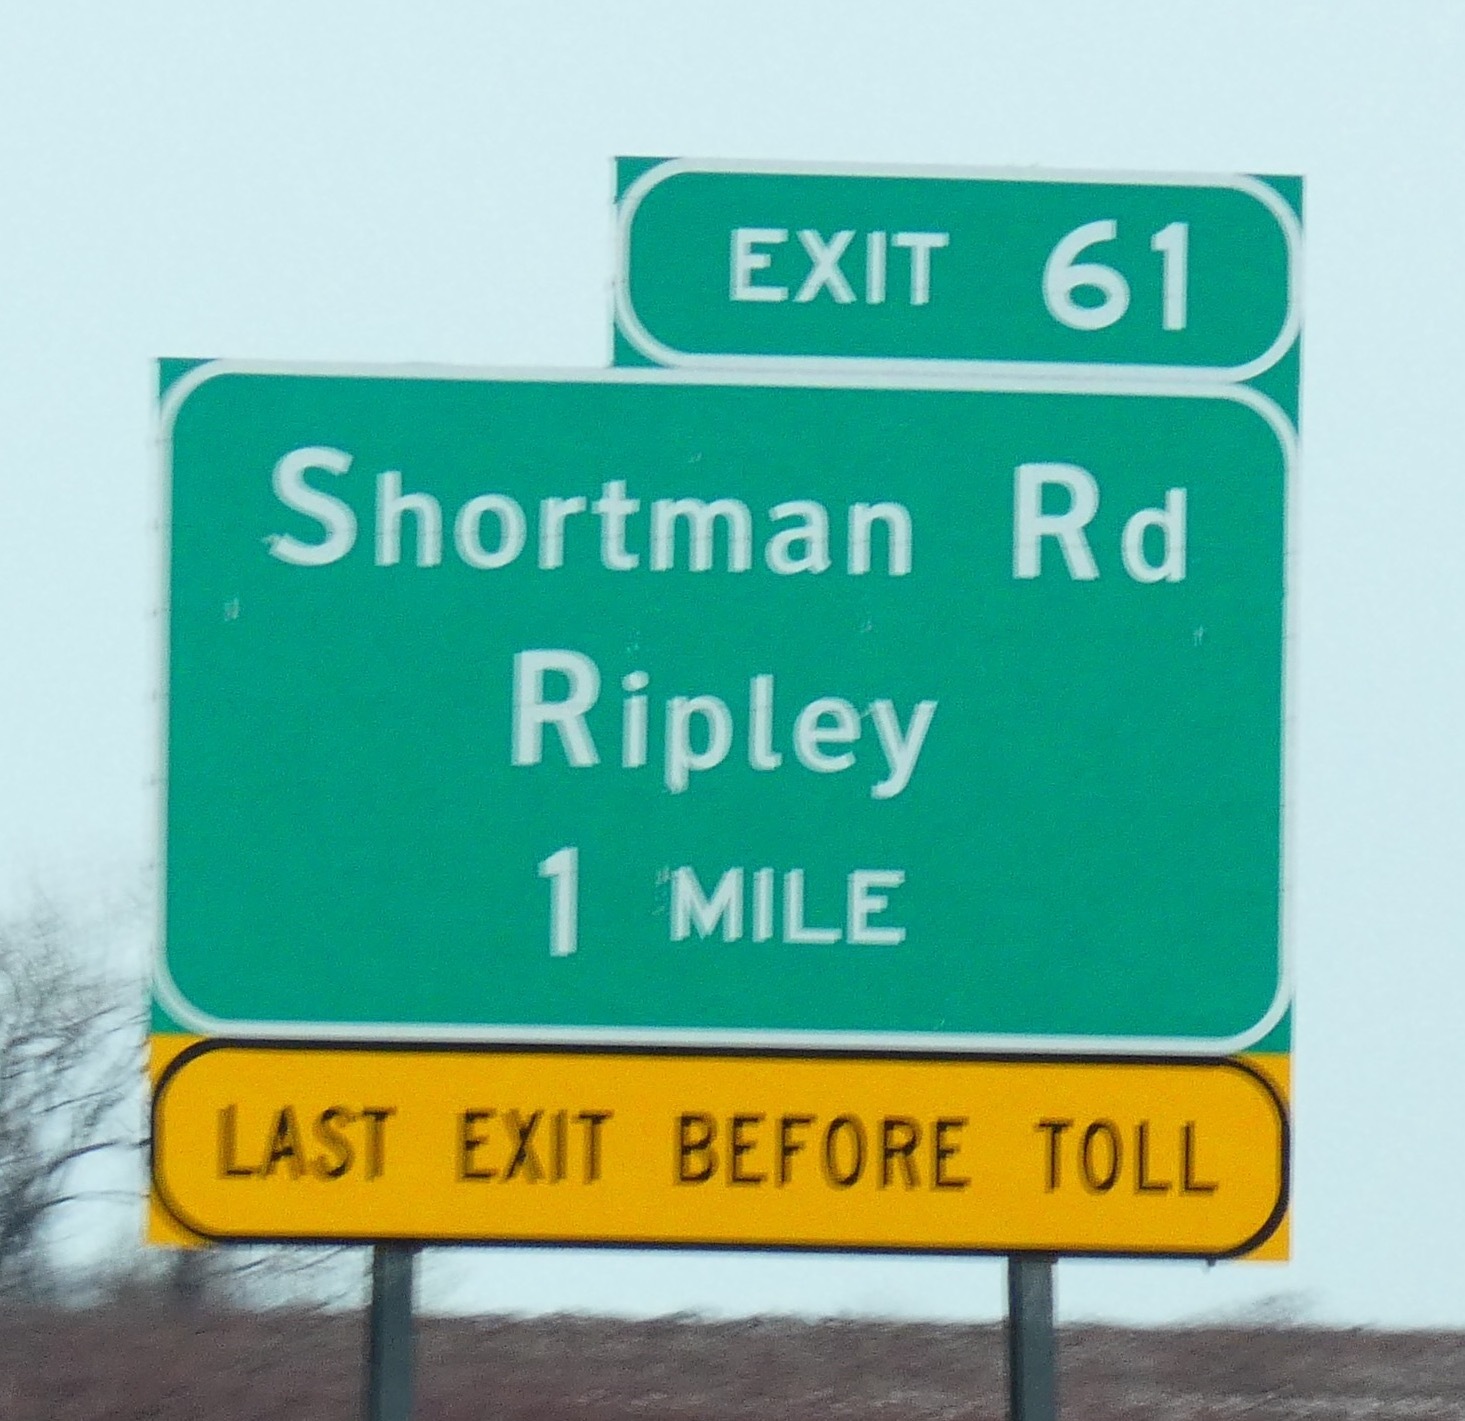 EXIT 61
Shortman Rd
Ripley
1 MILE
LAST EXIT BEFORE TOLL